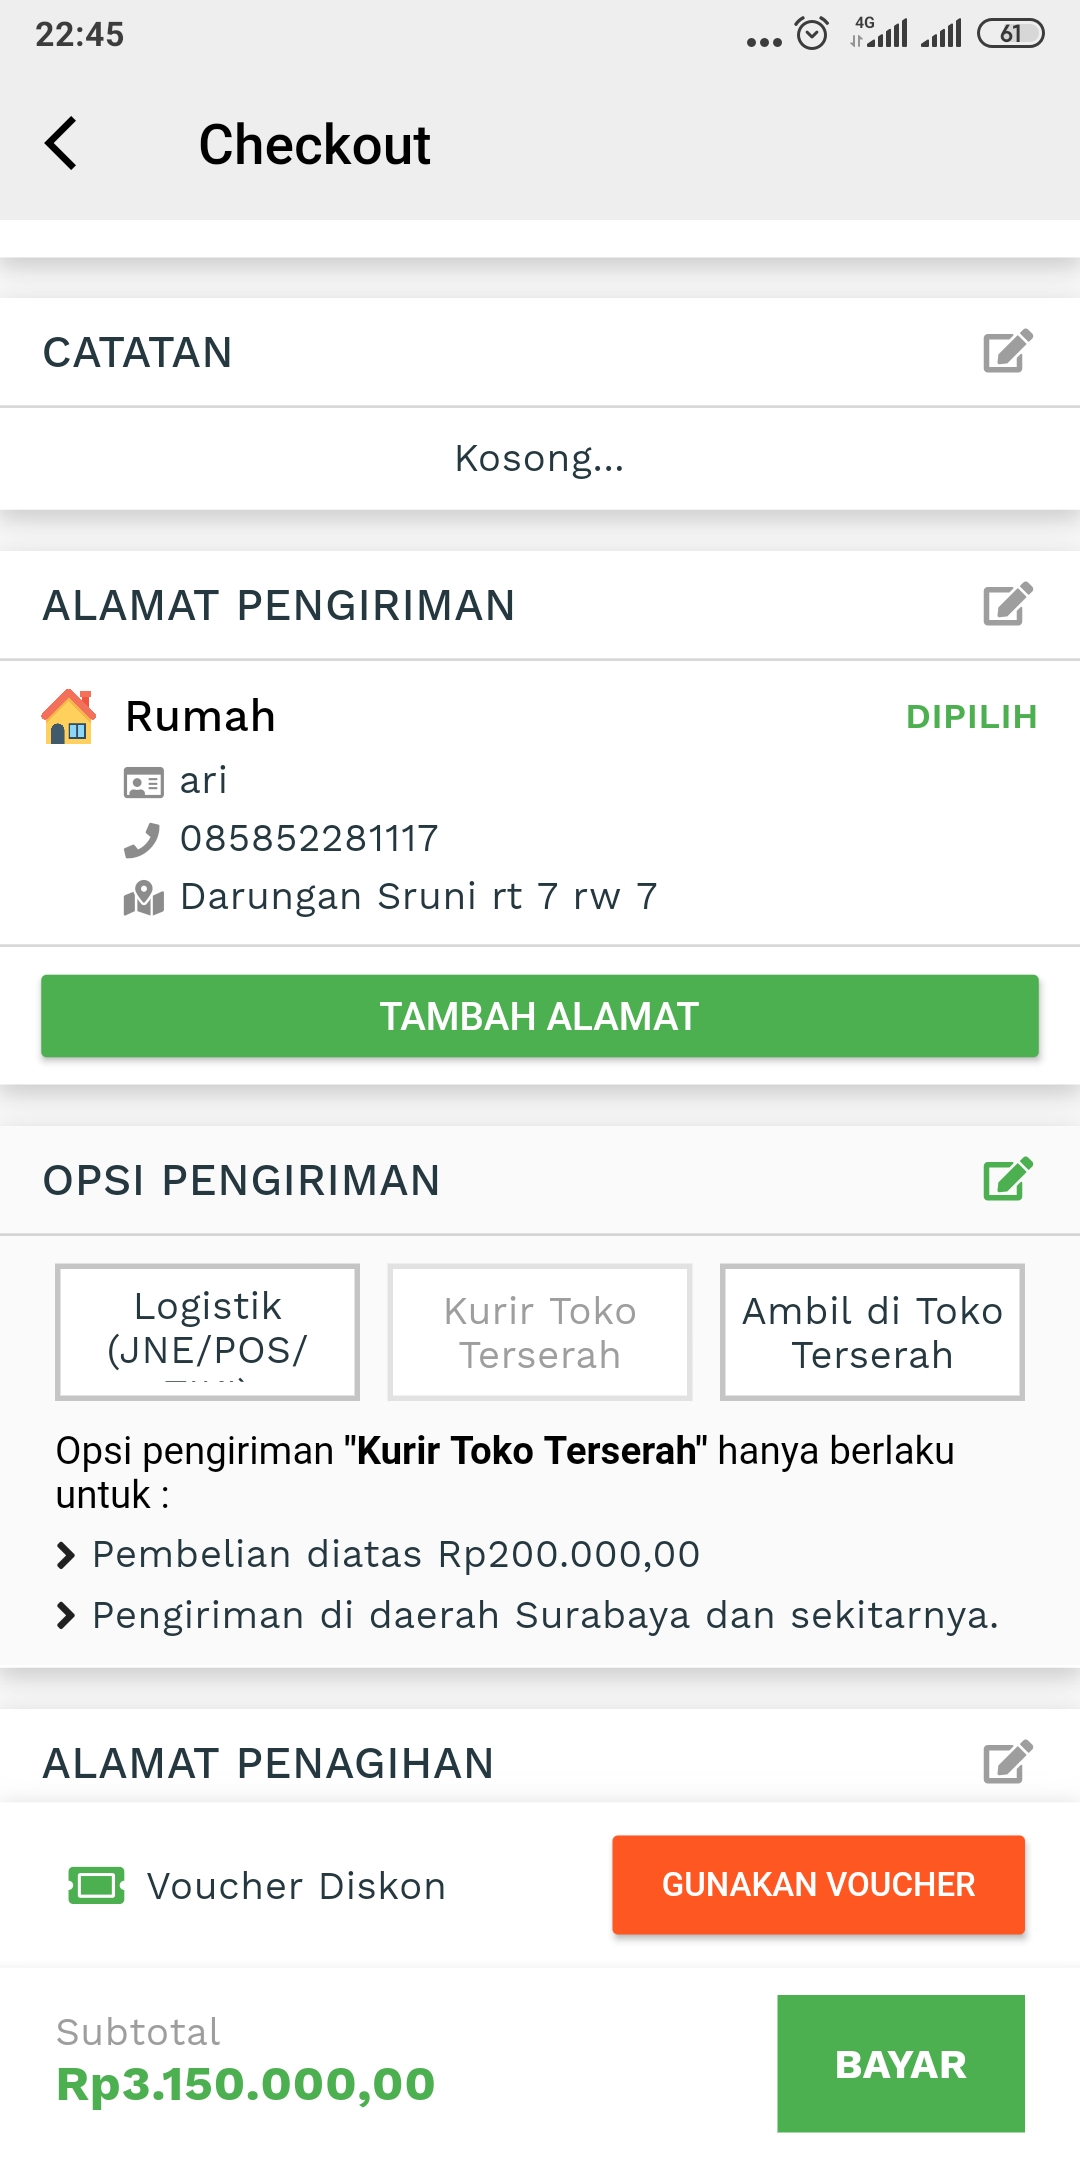 22:45
4G
61
Checkout
CATATAN
Kosong...
ALAMAT PENGIRIMAN
Rumah
DIPILIH
ari
085852281117
Darungan Sruni rt 7 rw 7
TAMBAH ALAMAT
OPSI PENGIRIMAN
Logistik
(JNE/POS/
Kurir Toko
Terserah
Ambil di Toko
Terserah
Opsi pengiriman "Kurir Toko Terserah" hanya berlaku
untuk :
Pembelian diatas Rp200.000,00
Pengiriman di daerah Surabaya dan sekitarnya.
ALAMAT PENAGIHAN
Voucher Diskon
GUNAKAN VOUCHER
Subtotal
Rp3.150.000,00
BAYAR